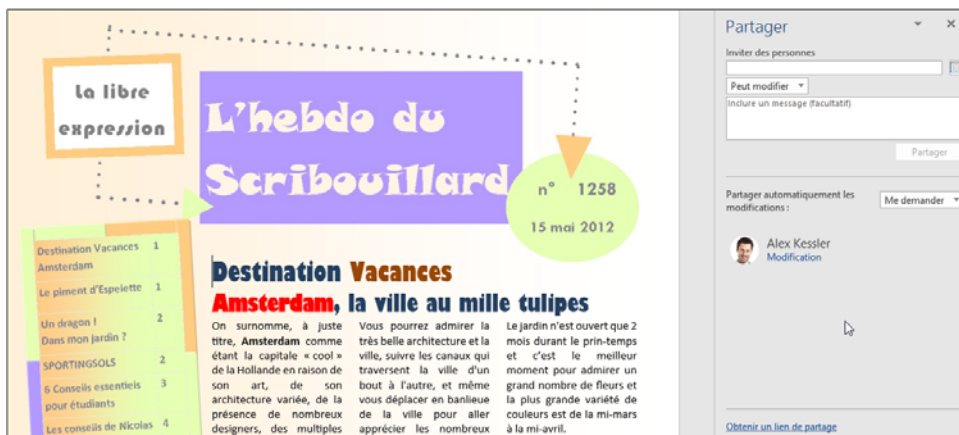 La libre
expression
L'hebdo du
Scribouillard
n° 1258
15 mai 2012
Destination Vacances 1
Amsterdam
Le piment d'Espelette 1
Un dragon ! 2
Dans mon jardin ?
SPORTINGSOLS 2
6 Conseils essentiels 3
pour étudiants
Les conseils de Nicolas 4
Destination Vacances
Amsterdam, la ville au mille tulipes
On surnomme, à juste
titre, Amsterdam comme
étant la capitale « cool »
de la Hollande en raison de
son art, de son
architecture variée, de la
présence de nombreux
designers, des multiples
Vous pourrez admirer la
très belle architecture et la
ville, suivre les canaux qui
traversent la ville d'un
bout à l'autre, et même
vous déplacer en banlieue
de la ville pour aller
apprécier les nombreux
Le jardin n'est ouvert que 2
mois durant le prin-temps
et c'est le meilleur
moment pour admirer un
grand nombre de fleurs et
la plus grande variété de
couleurs est de la mi-mars
à la mi-avril.
Partager
Inviter des personnes
Peut modifier
Inclure un message (facultatif)
Partager
Partager automatiquement les
modifications :
Me demander
Alex Kessler
Modification
Obtenir un lien de partage